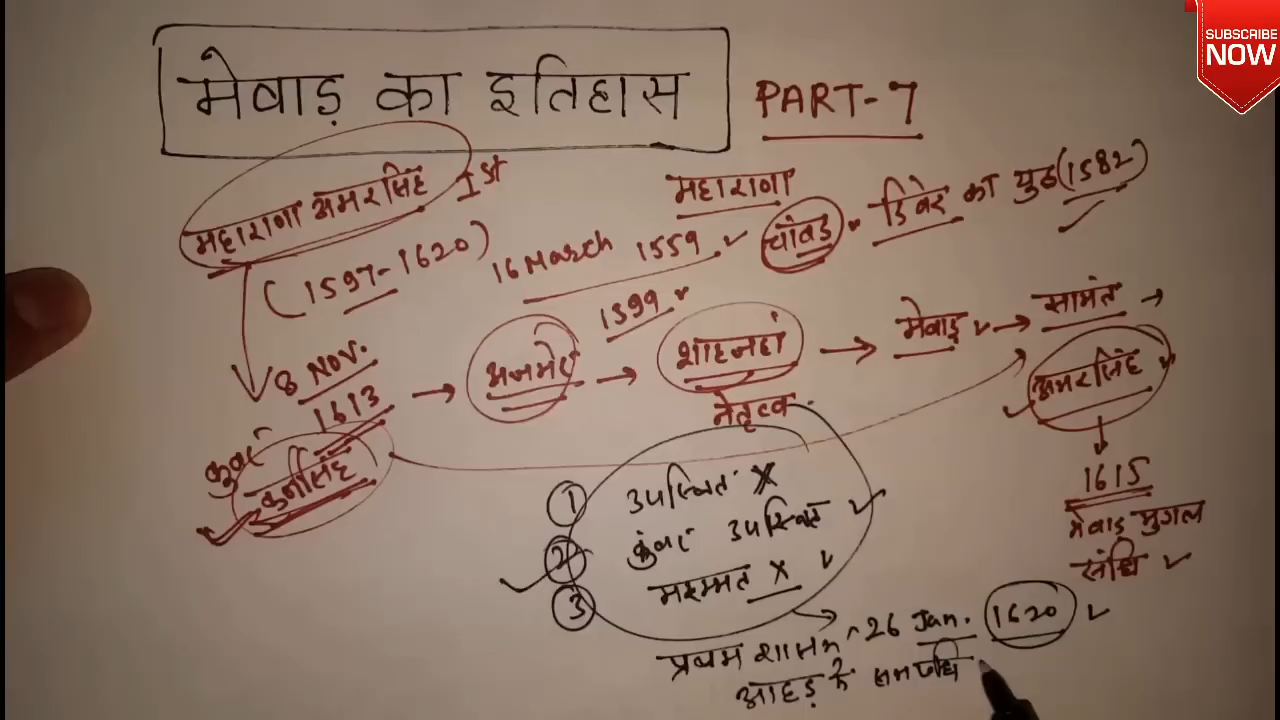 SUBSCRIBE
NOW
मेवाड़ का इतिहास
PART-7
महाराणा अमरसिंह Ist
(1597-1620)
महाराणा
16 March 1559
चांवड
दिवेर का युद्ध (1582)
1599
8 NOV.
1613
अजमेर
शाहजहां
नेतृत्व
मेवाड़
सामंत
अमरसिंह
1615
मेवाड़ मुगल
संधि
कुंवर
कर्णसिंह
1 उपस्थित X
2 कुंवर उपस्थित
3 मरम्मत X
प्रथम शासक 26 Jan. 1620
आहड़ में समाधि